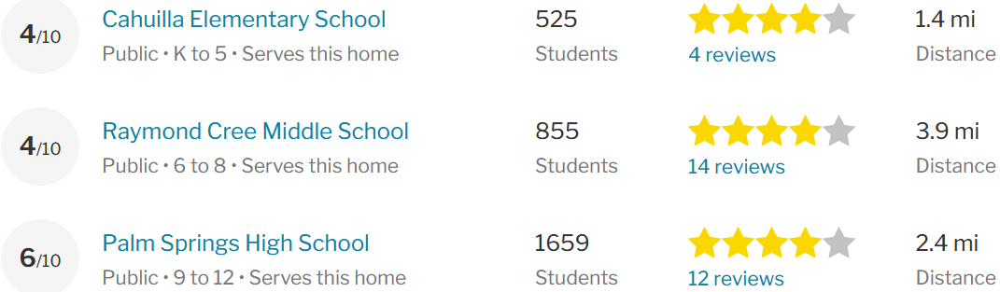 4/10 Cahuilla Elementary School 525 1.4 mi
Public • K to 5 • Serves this home Students 4 reviews Distance
4/10 Raymond Cree Middle School 855 3.9 mi
Public • 6 to 8 • Serves this home Students 14 reviews Distance
6/10 Palm Springs High School 1659 2.4 mi
Public • 9 to 12 • Serves this home Students 12 reviews Distance